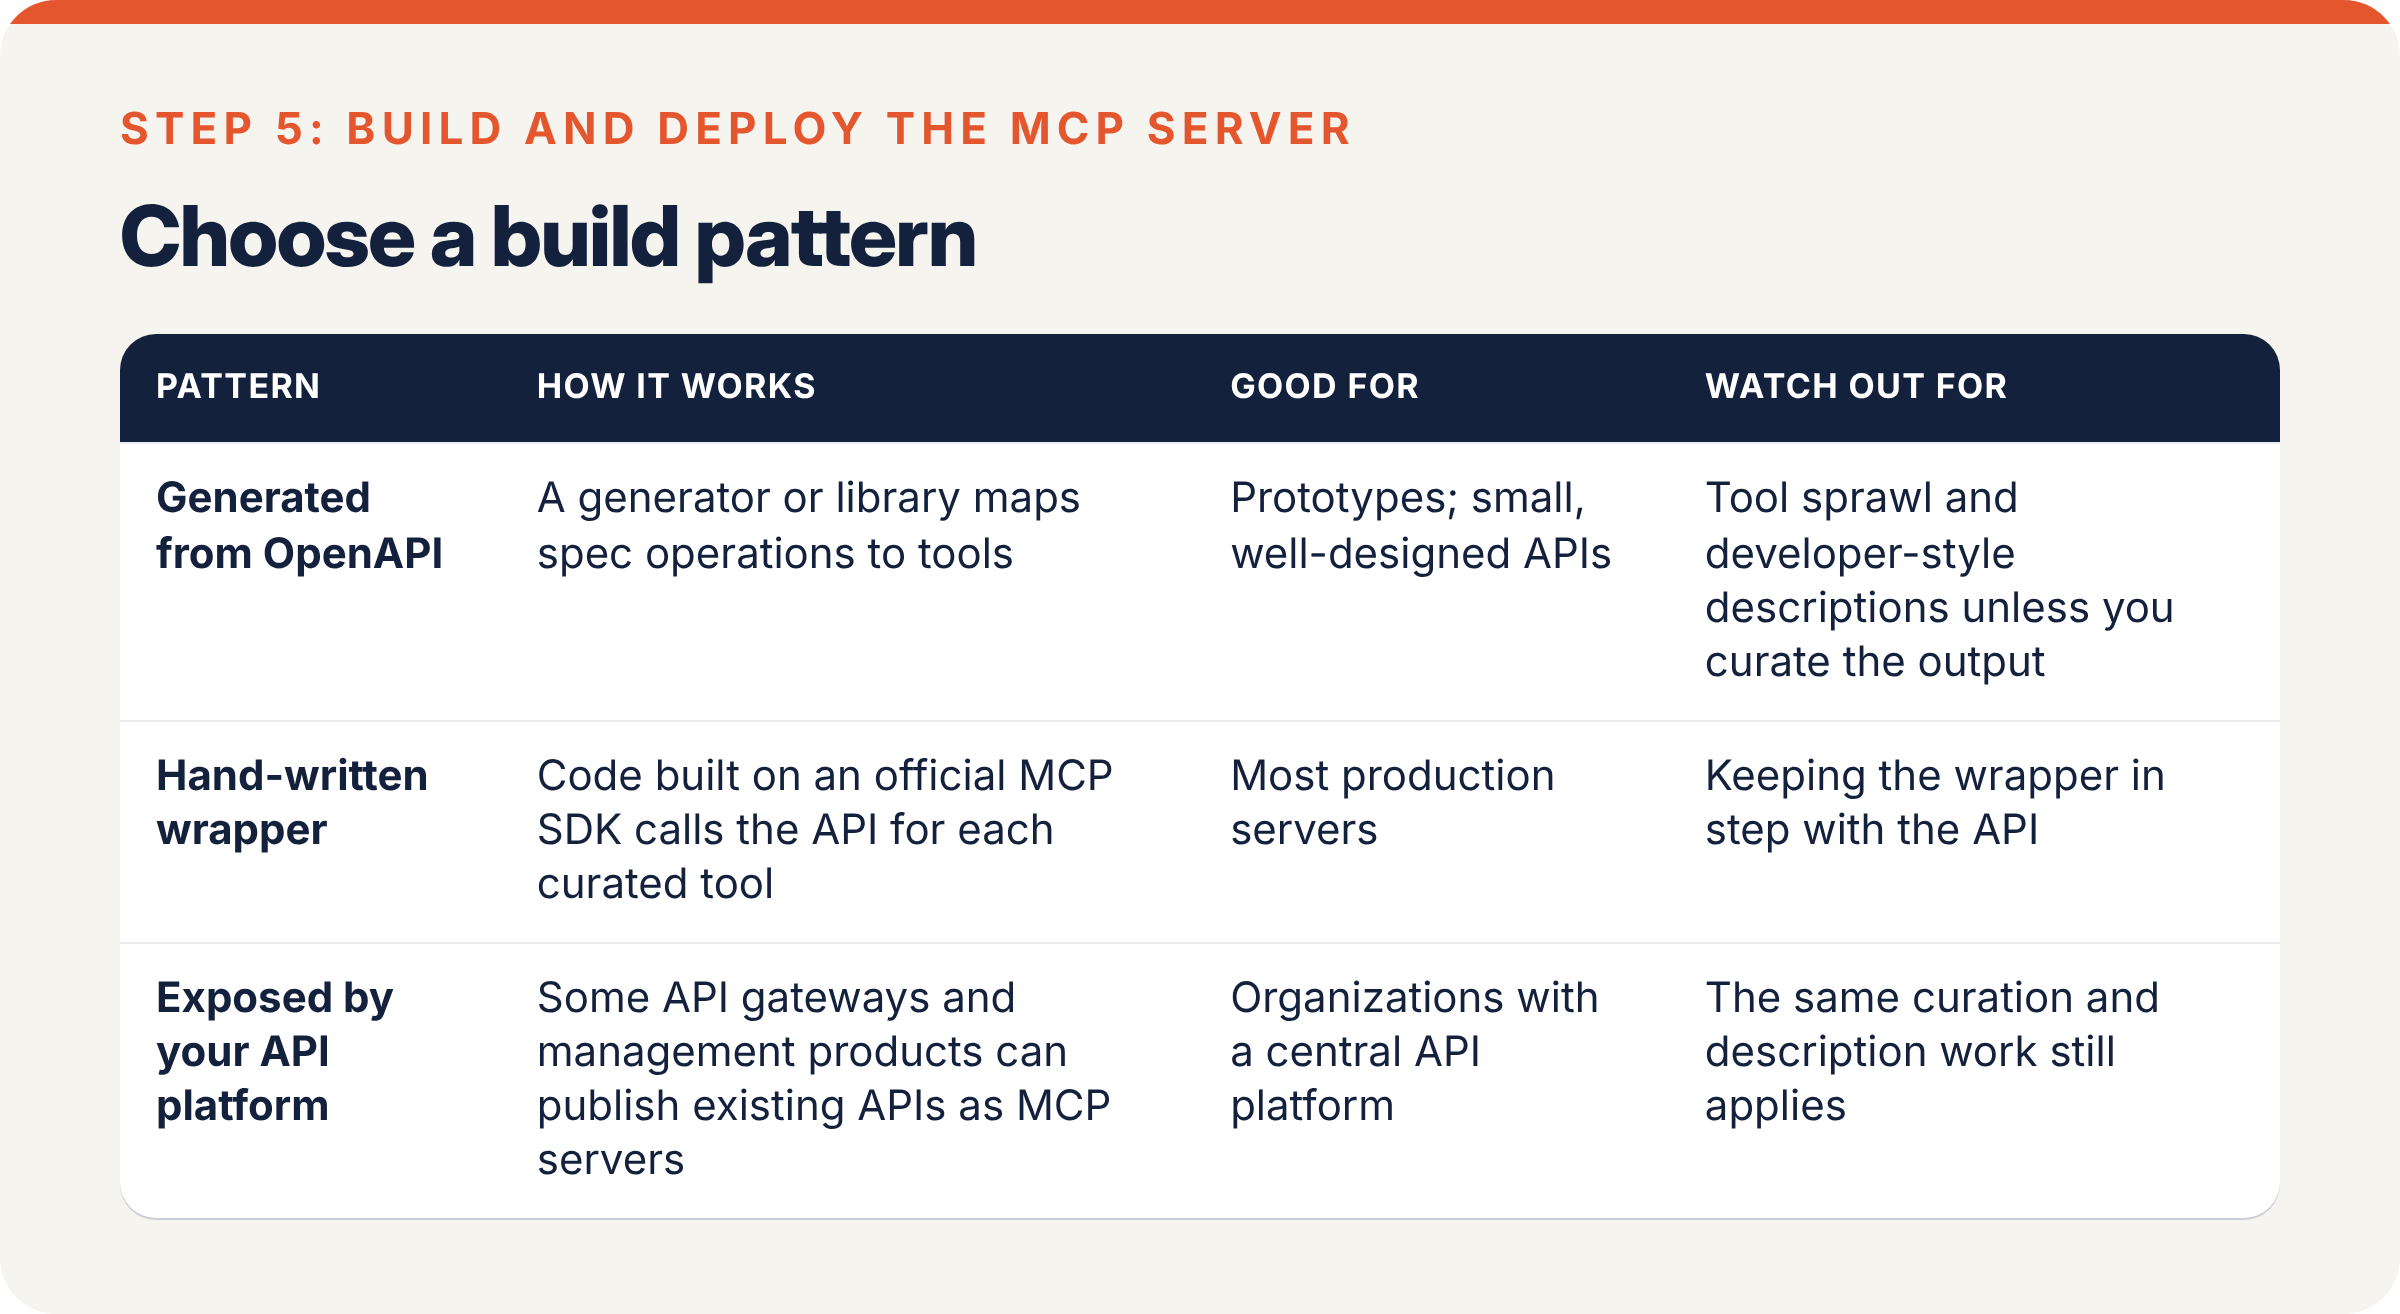 STEP 5: BUILD AND DEPLOY THE MCP SERVER
Choose a build pattern
PATTERN
HOW IT WORKS
GOOD FOR
WATCH OUT FOR
Generated
from OpenAPI
A generator or library maps
spec operations to tools
Prototypes; small,
well-designed APIs
Tool sprawl and
developer-style
descriptions unless you
curate the output
Hand-written
wrapper
Code built on an official MCP
SDK calls the API for each
curated tool
Most production
servers
Keeping the wrapper in
step with the API
Exposed by
your API
platform
Some API gateways and
management products can
publish existing APIs as MCP
servers
Organizations with
a central API
platform
The same curation and
description work still
applies